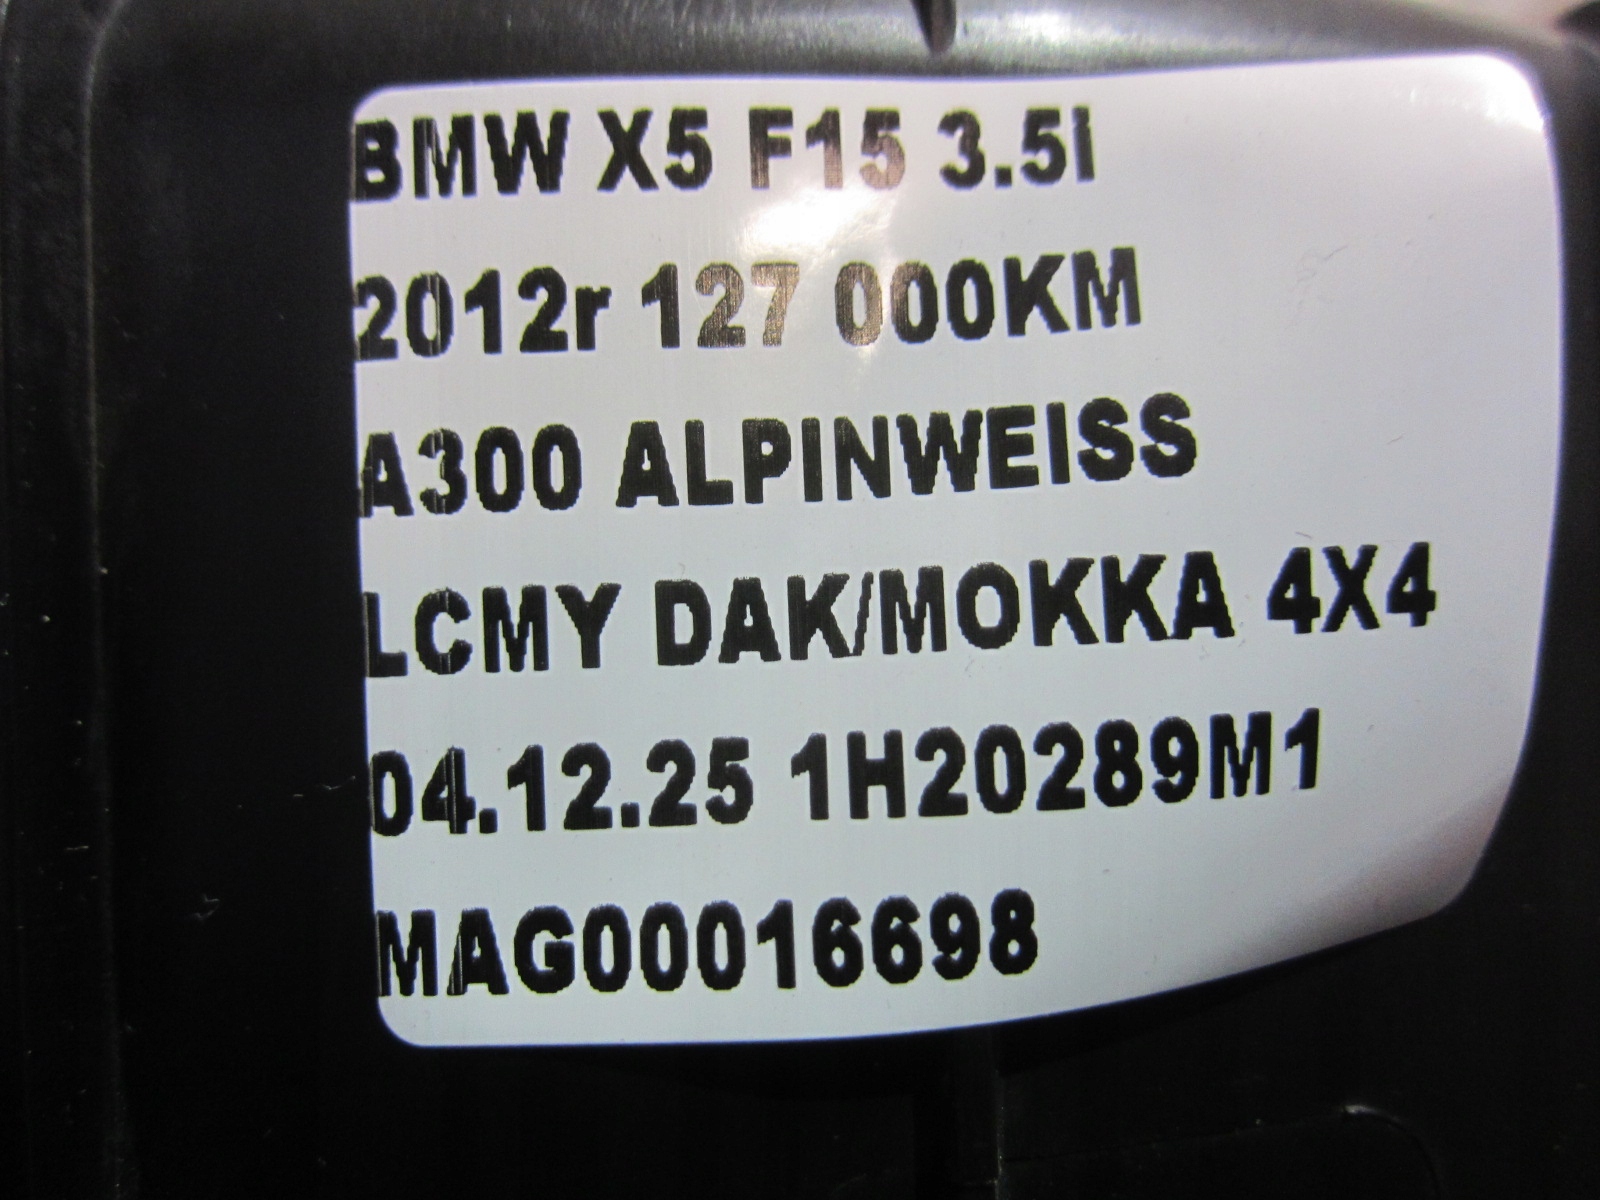 BMW X5 F15 3.5I
2012r 127 000KM
A300 ALPINWEISS
LCMY DAK/MOKKA 4X4
04.12.25 1H20289M1
MAG00016698